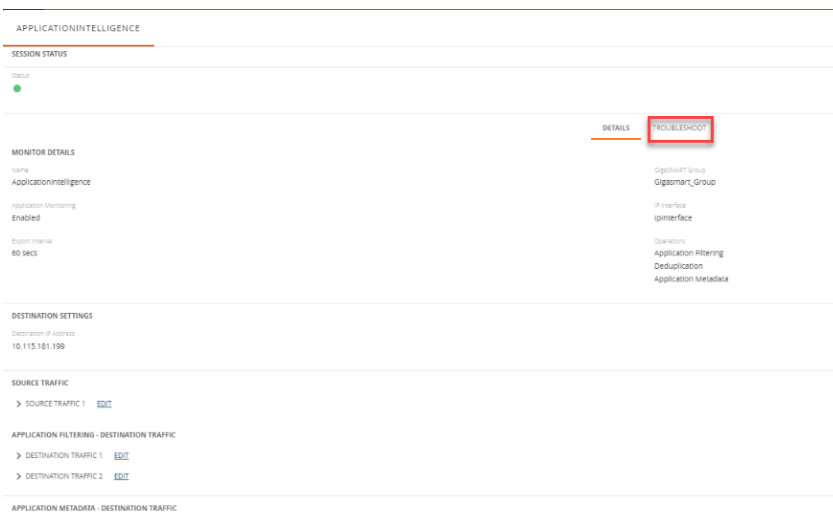 APPLICATIONINTELLIGENCE
SESSION STATUS
Status
DETAILS
TROUBLESHOOT
MONITOR DETAILS
Name
Applicationintelligence
Application Monitoring
Enabled
Export Interval
60 secs
GigaSMART Group
Gigasmart_Group
IP Interface
Ipinterface
Operations
Application Filtering
Deduplication
Application Metadata
DESTINATION SETTINGS
Destination IP Address
10.115.181.199
SOURCE TRAFFIC
SOURCE TRAFFIC 1 EDIT
APPLICATION FILTERING - DESTINATION TRAFFIC
DESTINATION TRAFFIC 1 EDIT
DESTINATION TRAFFIC 2 EDIT
APPLICATION METADATA - DESTINATION TRAFFIC